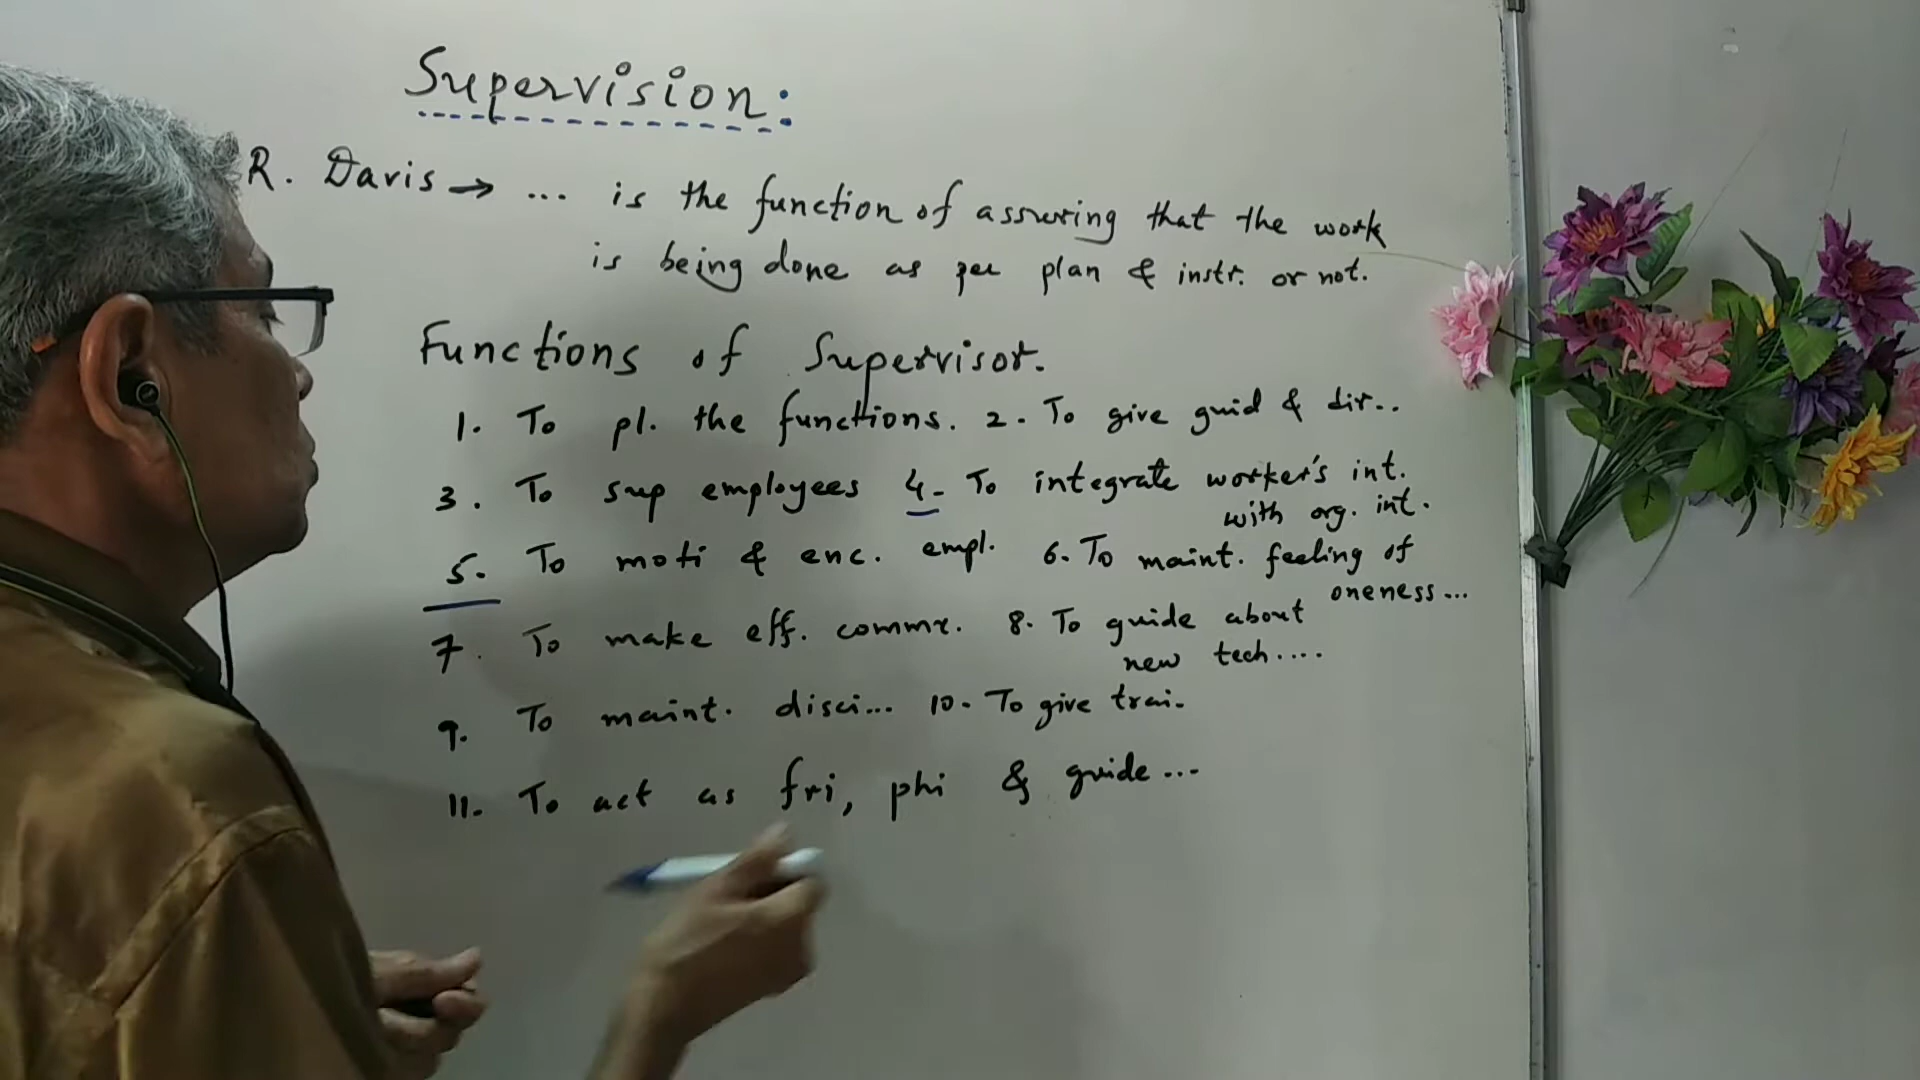 Supervision:
R. Davis → ... is the function of assuring that the work
is being done as per plan & instr. or not.
Functions of Supervisor.
1. To pl. the functions. 2. To give guid & dir..
3. To sup employees 4. To integrate worker's int.
with org. int.
5. To moti & enc. empl. 6. To maint. feeling of
oneness...
7. To make eff. commn. 8. To guide about
new tech....
9. To maint. disci... 10. To give trai.
11. To act as fri, phi & guide...